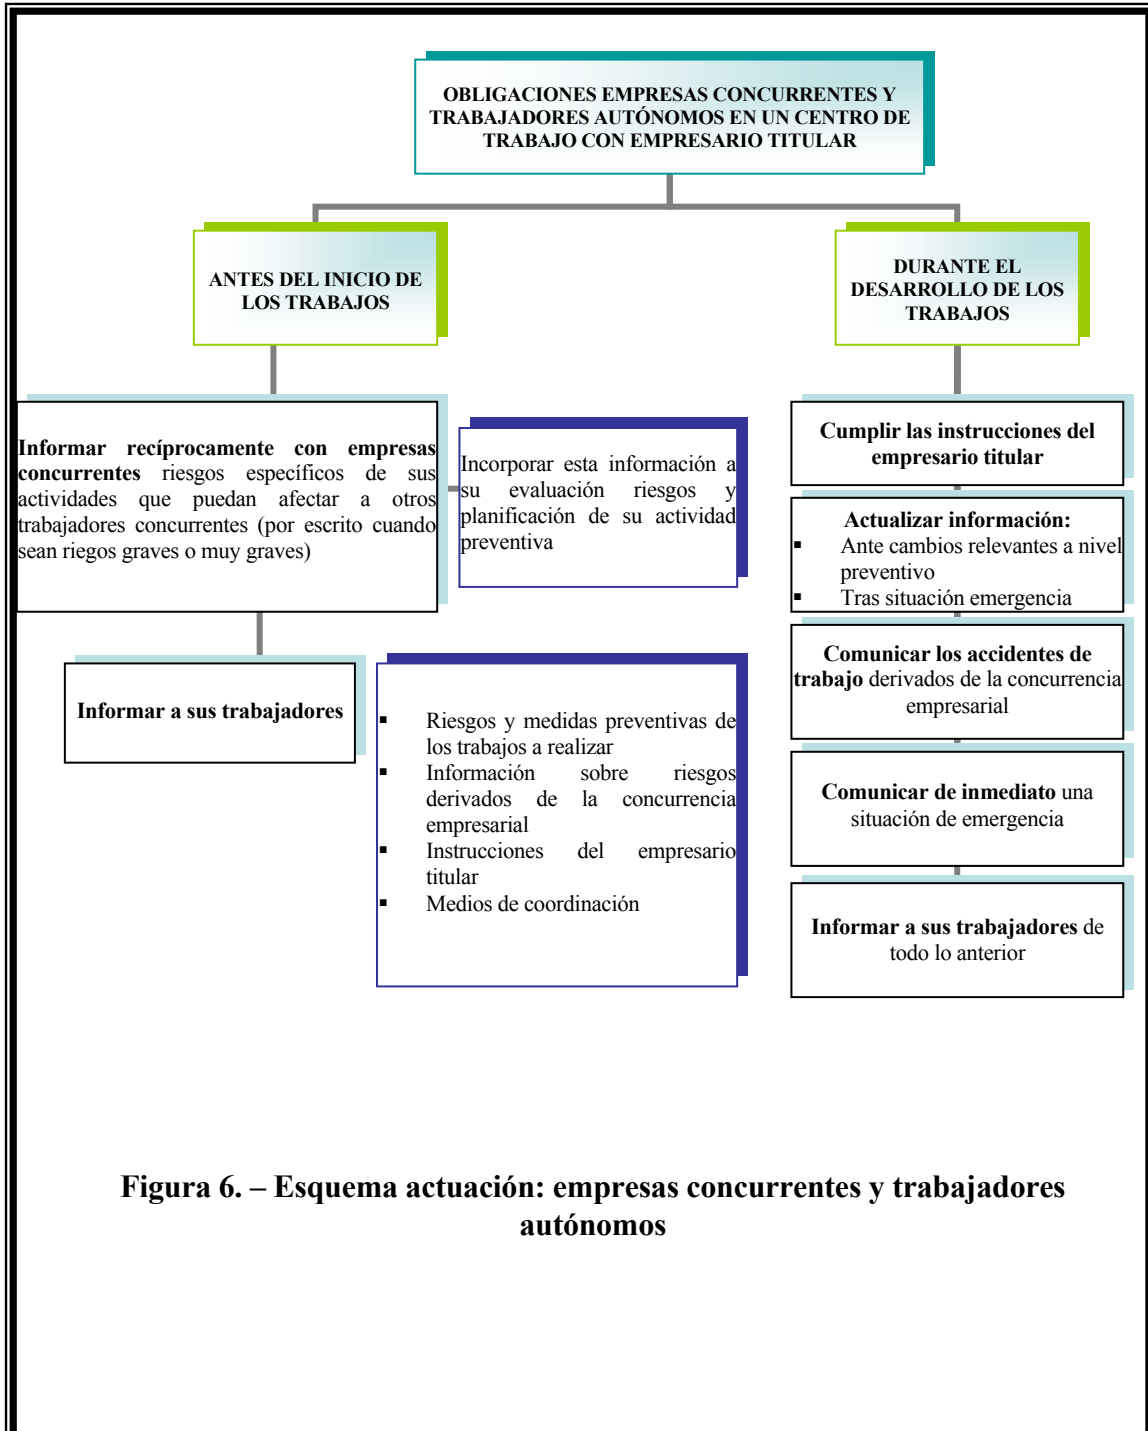 OBLIGACIONES EMPRESAS CONCURRENTES Y
TRABAJADORES AUTÓNOMOS EN UN CENTRO DE
TRABAJO CON EMPRESARIO TITULAR
ANTES DEL INICIO DE
LOS TRABAJOS
Informar recíprocamente con empresas
concurrentes riesgos específicos de sus
actividades que puedan afectar a otros
trabajadores concurrentes (por escrito cuando
sean riegos graves o muy graves)
Incorporar esta información a
su evaluación riesgos y
planificación de su actividad
preventiva
Informar a sus trabajadores
▪ Riesgos y medidas preventivas de
los trabajos a realizar
▪ Información sobre riesgos
derivados de la concurrencia
empresarial
▪ Instrucciones del empresario
titular
▪ Medios de coordinación
DURANTE EL
DESARROLLO DE LOS
TRABAJOS
Cumplir las instrucciones del
empresario titular
Actualizar información:
▪ Ante cambios relevantes a nivel
preventivo
▪ Tras situación emergencia
Comunicar los accidentes de
trabajo derivados de la concurrencia
empresarial
Comunicar de inmediato una
situación de emergencia
Informar a sus trabajadores de
todo lo anterior
Figura 6. – Esquema actuación: empresas concurrentes y trabajadores
autónomos